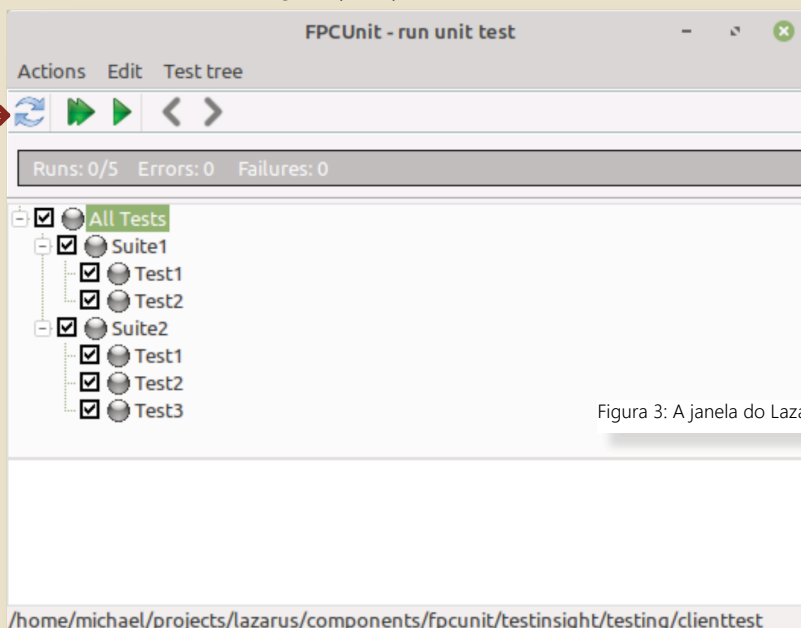 FPCUnit - run unit test
Actions Edit Test tree
Runs: 0/5 Errors: 0 Failures: 0
All Tests
Suite1
Test1
Test2
Suite2
Test1
Test2
Test3
Figura 3: A janela do Laza
/home/michael/projects/lazarus/components/fpcunit/testinsight/testing/clienttest